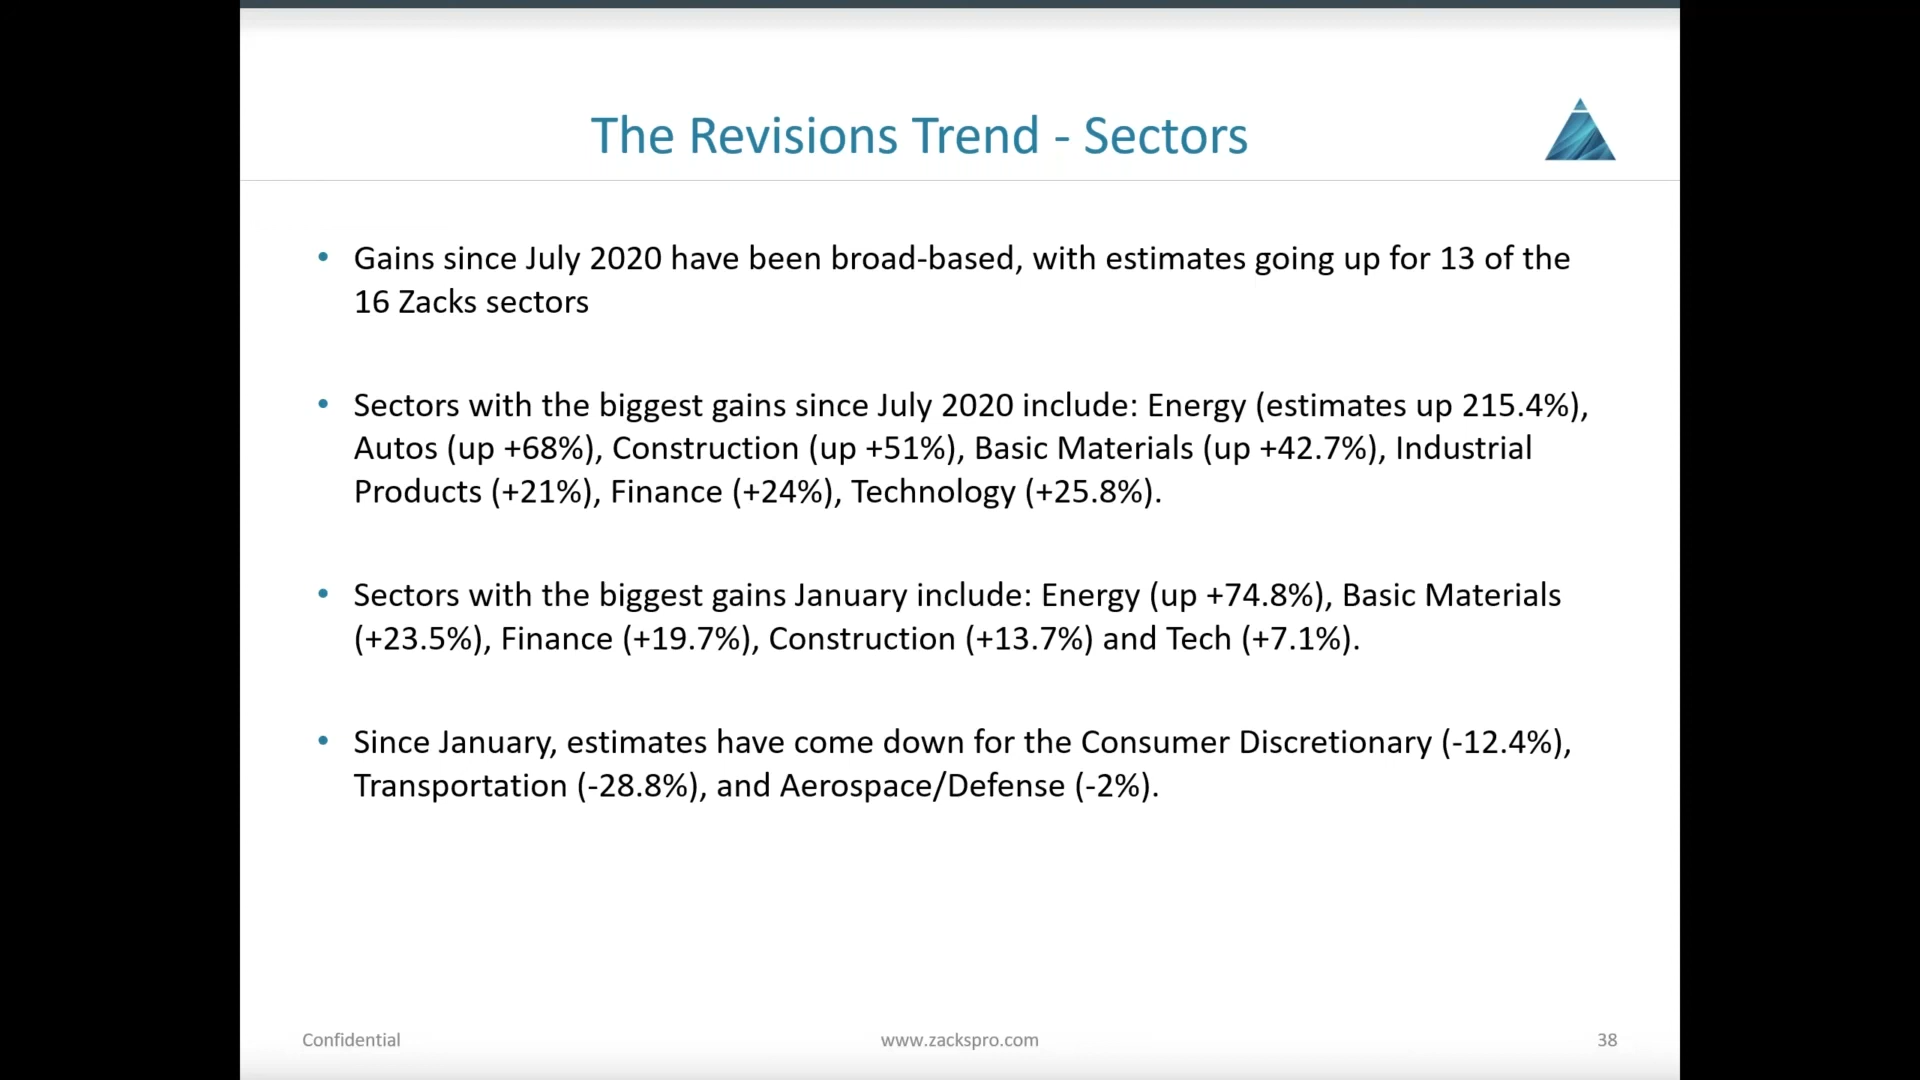 The Revisions Trend - Sectors
• Gains since July 2020 have been broad-based, with estimates going up for 13 of the
16 Zacks sectors
• Sectors with the biggest gains since July 2020 include: Energy (estimates up 215.4%),
Autos (up +68%), Construction (up +51%), Basic Materials (up +42.7%), Industrial
Products (+21%), Finance (+24%), Technology (+25.8%).
• Sectors with the biggest gains January include: Energy (up +74.8%), Basic Materials
(+23.5%), Finance (+19.7%), Construction (+13.7%) and Tech (+7.1%).
• Since January, estimates have come down for the Consumer Discretionary (-12.4%),
Transportation (-28.8%), and Aerospace/Defense (-2%).
Confidential
www.zackspro.com
38